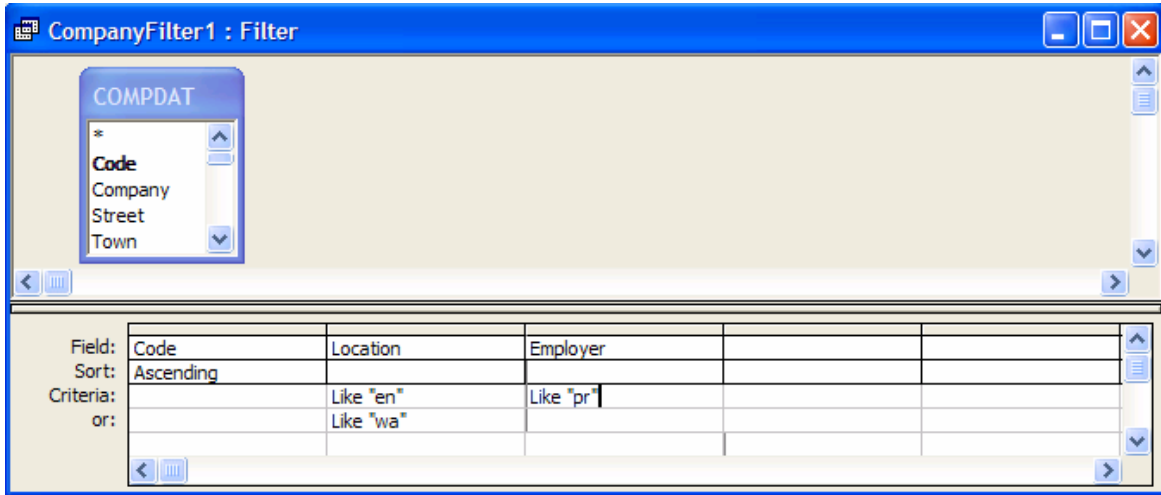 CompanyFilter1 : Filter
COMPDAT
*
Code
Company
Street
Town
Field: Code Location Employer
Sort: Ascending
Criteria: Like "en" Like "pr"
or: Like "wa"